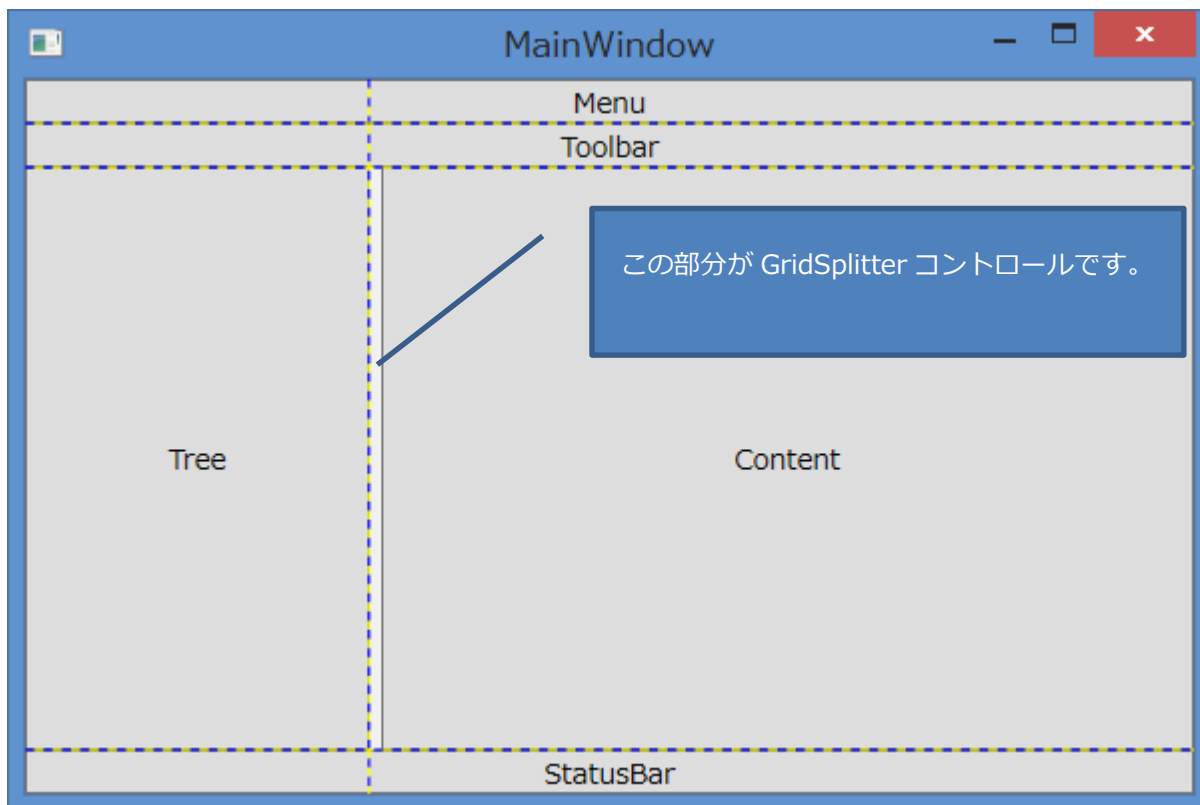 MainWindow
Menu
Toolbar
この部分が GridSplitter コントロールです。
Tree
Content
StatusBar